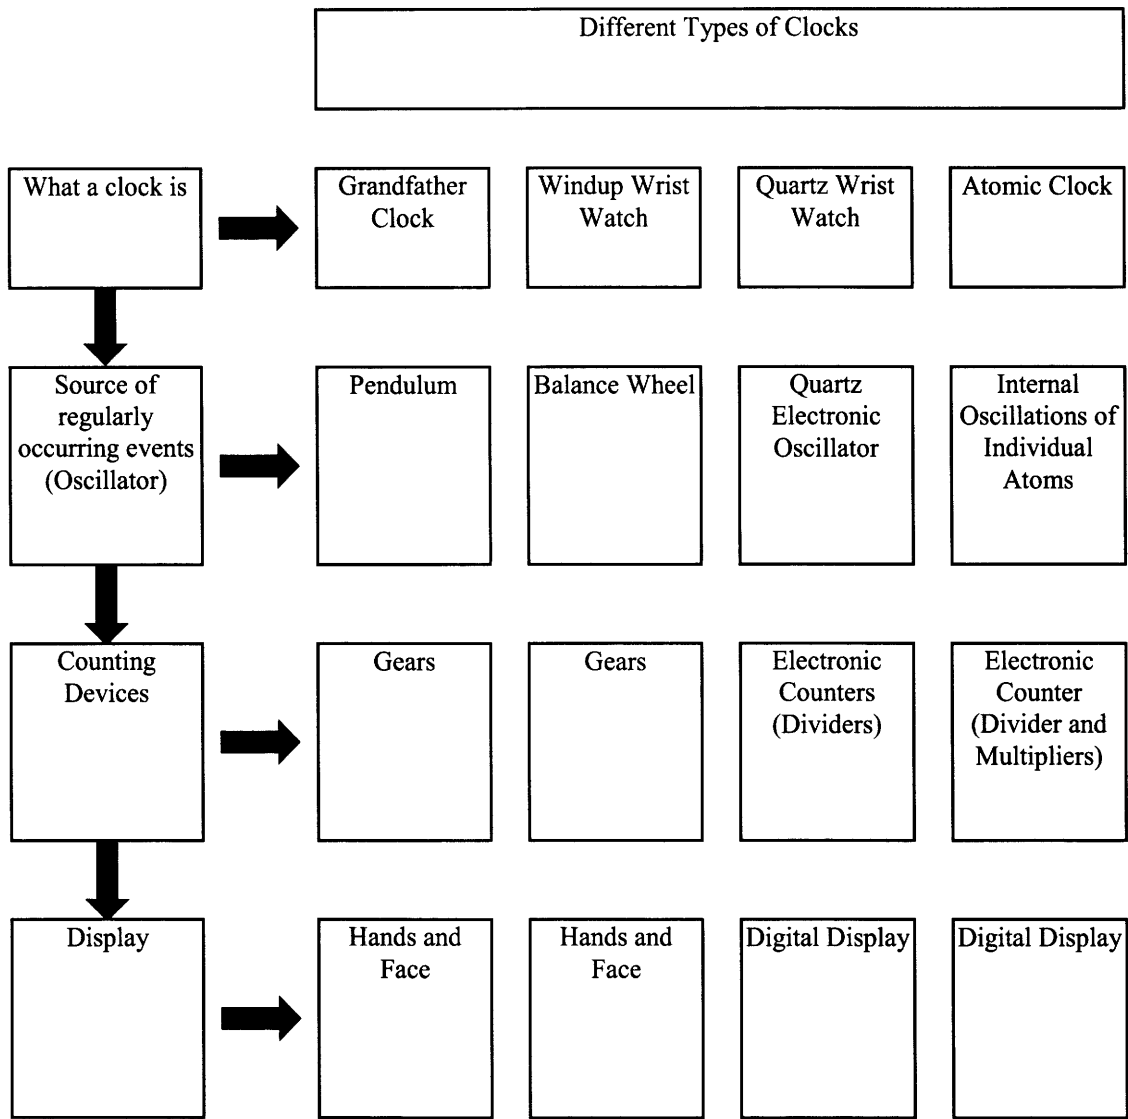 Different Types of Clocks
What a clock is
Grandfather
Clock
Windup Wrist
Watch
Quartz Wrist
Watch
Atomic Clock
Source of
regularly
occurring events
(Oscillator)
Pendulum
Balance Wheel
Quartz
Electronic
Oscillator
Internal
Oscillations of
Individual
Atoms
Counting
Devices
Gears
Gears
Electronic
Counters
(Dividers)
Electronic
Counter
(Divider and
Multipliers)
Display
Hands and
Face
Hands and
Face
Digital Display
Digital Display